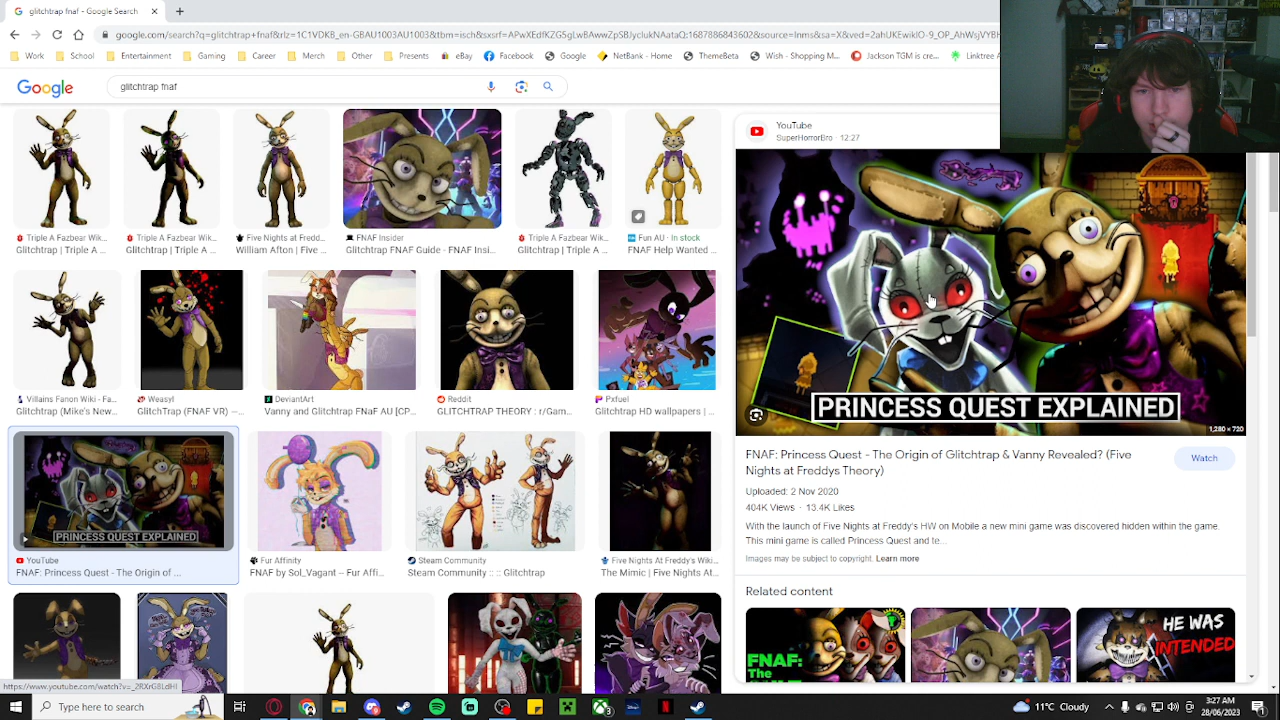 glitchtrap fnaf - Google Search
google.com/search?q=glitchtrap+fnaf&rlz=1C1VDKB_en-GBAU1003AU1003&tbm=
Work School Entertainment Gaming Career Merch Other Presents eBay Facebook Google NetBank - Home ThemeBeta Wish - Shopping M... Jackson TGM is cre... Linktree
Google
glitchtrap fnaf
YouTube
SuperHorrorBro · 12:27
Triple A Fazbear Wik...
Glitchtrap | Triple A ...
Triple A Fazbear Wik...
Glitchtrap | Triple A ...
Five Nights at Fredd...
William Afton | Five ...
FNAF Insider
Glitchtrap FNAF Guide - FNAF Insi...
Triple A Fazbear Wik...
Glitchtrap | Triple A ...
Fun AU · In stock
FNAF Help Wanted ...
Villains Fanon Wiki - Fa...
Glitchtrap (Mike's New...
Weasyl
GlitchTrap (FNAF VR) —...
DeviantArt
Vanny and Glitchtrap FNaF AU [CP...
Reddit
GLITCHTRAP THEORY : r/Gam...
Pxfuel
Glitchtrap HD wallpapers | ...
PRINCESS QUEST EXPLAINED
1,280 × 720
FNAF: Princess Quest - The Origin of Glitchtrap & Vanny Revealed? (Five
Nights at Freddys Theory)
Watch
Uploaded: 2 Nov 2020
404K Views · 13.4K Likes
With the launch of Five Nights at Freddy's HW on Mobile a new mini game was discovered hidden within the game.
This mini game is called Princess Quest and te...
Images may be subject to copyright. Learn more
PRINCESS QUEST EXPLAINED
YouTube
FNAF: Princess Quest - The Origin of ...
Fur Affinity
FNAF by Sol_Vagant -- Fur Affi...
Steam Community
Steam Community :: :: Glitchtrap
Five Nights At Freddy's Wiki...
The Mimic | Five Nights At...
Related content
FNAF:
HE WAS
INTENDED
https://www.youtube.com/watch?v=_2RXrG8LdHI
Type here to search
11°C Cloudy
3:27 AM
28/06/2023